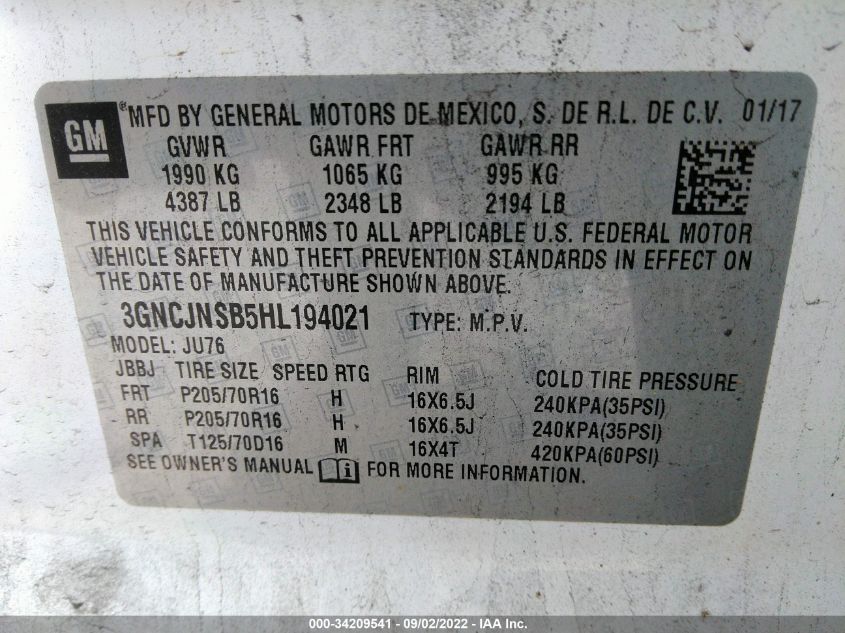 GM
® MFD BY GENERAL MOTORS DE MEXICO, S. DE R.L. DE C.V. 01/17
GVWR GAWR FRT GAWR RR
1990 KG 1065 KG 995 KG
4387 LB 2348 LB 2194 LB
THIS VEHICLE CONFORMS TO ALL APPLICABLE U.S. FEDERAL MOTOR
VEHICLE SAFETY AND THEFT PREVENTION STANDARDS IN EFFECT ON
THE DATE OF MANUFACTURE SHOWN ABOVE.
3GNCJNSB5HL194021 TYPE: M.P.V.
MODEL: JU76
JBBJ TIRE SIZE SPEED RTG RIM COLD TIRE PRESSURE
FRT P205/70R16 H 16X6.5J 240KPA(35PSI)
RR P205/70R16 H 16X6.5J 240KPA(35PSI)
SPA T125/70D16 M 16X4T 420KPA(60PSI)
SEE OWNER'S MANUAL FOR MORE INFORMATION.
000-34209541 - 09/02/2022 - IAA Inc.